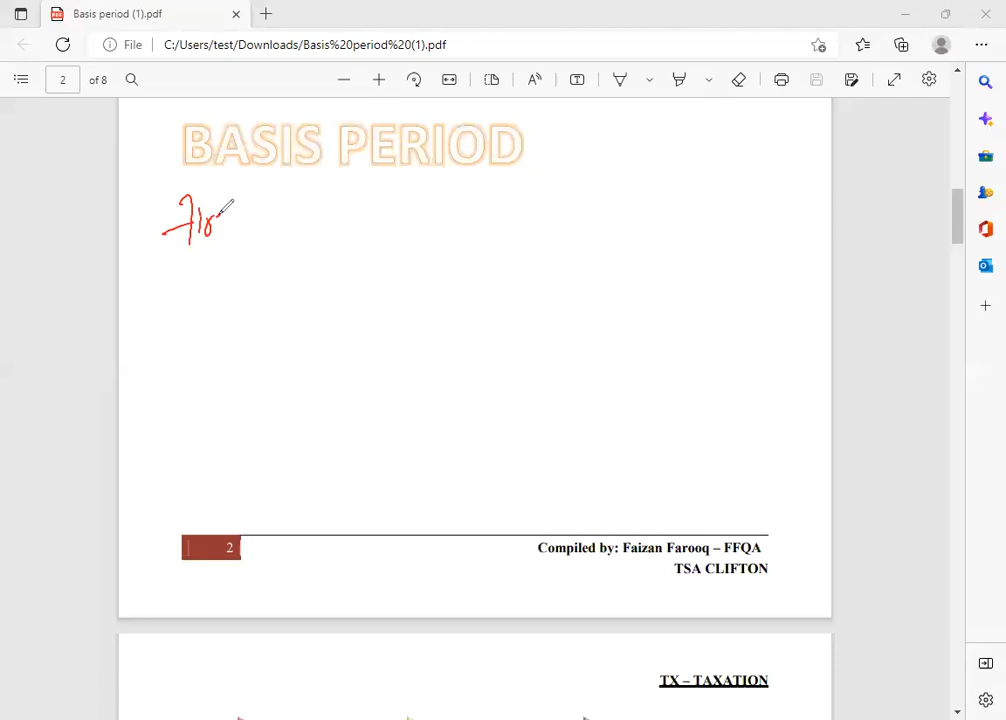 Basis period (1).pdf
File C:/Users/test/Downloads/Basis%20period%20(1).pdf
2 of 8
BASIS PERIOD
2
Compiled by: Faizan Farooq – FFQA
TSA CLIFTON
TX – TAXATION